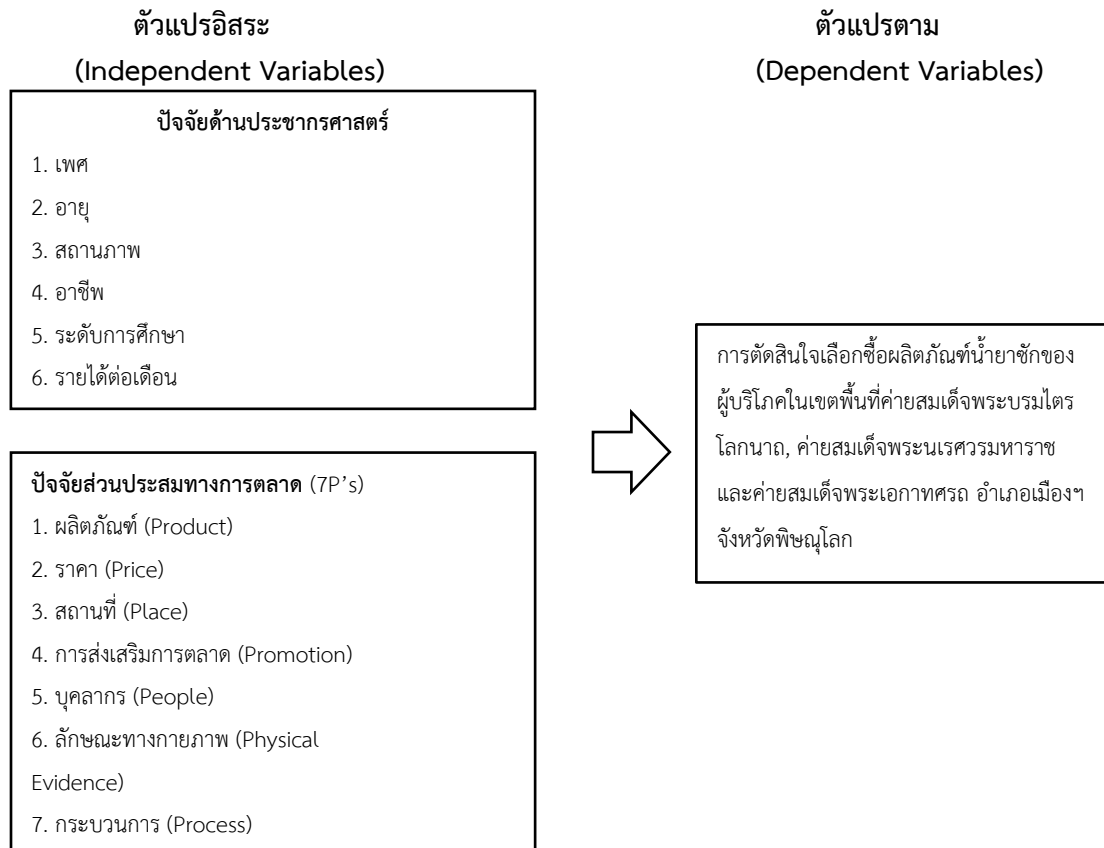 ตัวแปรอิสระ
(Independent Variables)
ปัจจัยด้านประชากรศาสตร์
1. เพศ
2. อายุ
3. สถานภาพ
4. อาชีพ
5. ระดับการศึกษา
6. รายได้ต่อเดือน
ปัจจัยส่วนประสมทางการตลาด (7P's)
1. ผลิตภัณฑ์ (Product)
2. ราคา (Price)
3. สถานที่ (Place)
4. การส่งเสริมการตลาด (Promotion)
5. บุคลากร (People)
6. ลักษณะทางกายภาพ (Physical
Evidence)
7. กระบวนการ (Process)
ตัวแปรตาม
(Dependent Variables)
การตัดสินใจเลือกซื้อผลิตภัณฑ์น้ำยาซักของ
ผู้บริโภคในเขตพื้นที่ค่ายสมเด็จพระบรมไตร
โลกนาถ, ค่ายสมเด็จพระนเรศวรมหาราช
และค่ายสมเด็จพระเอกาทศรถ อำเภอเมืองฯ
จังหวัดพิษณุโลก